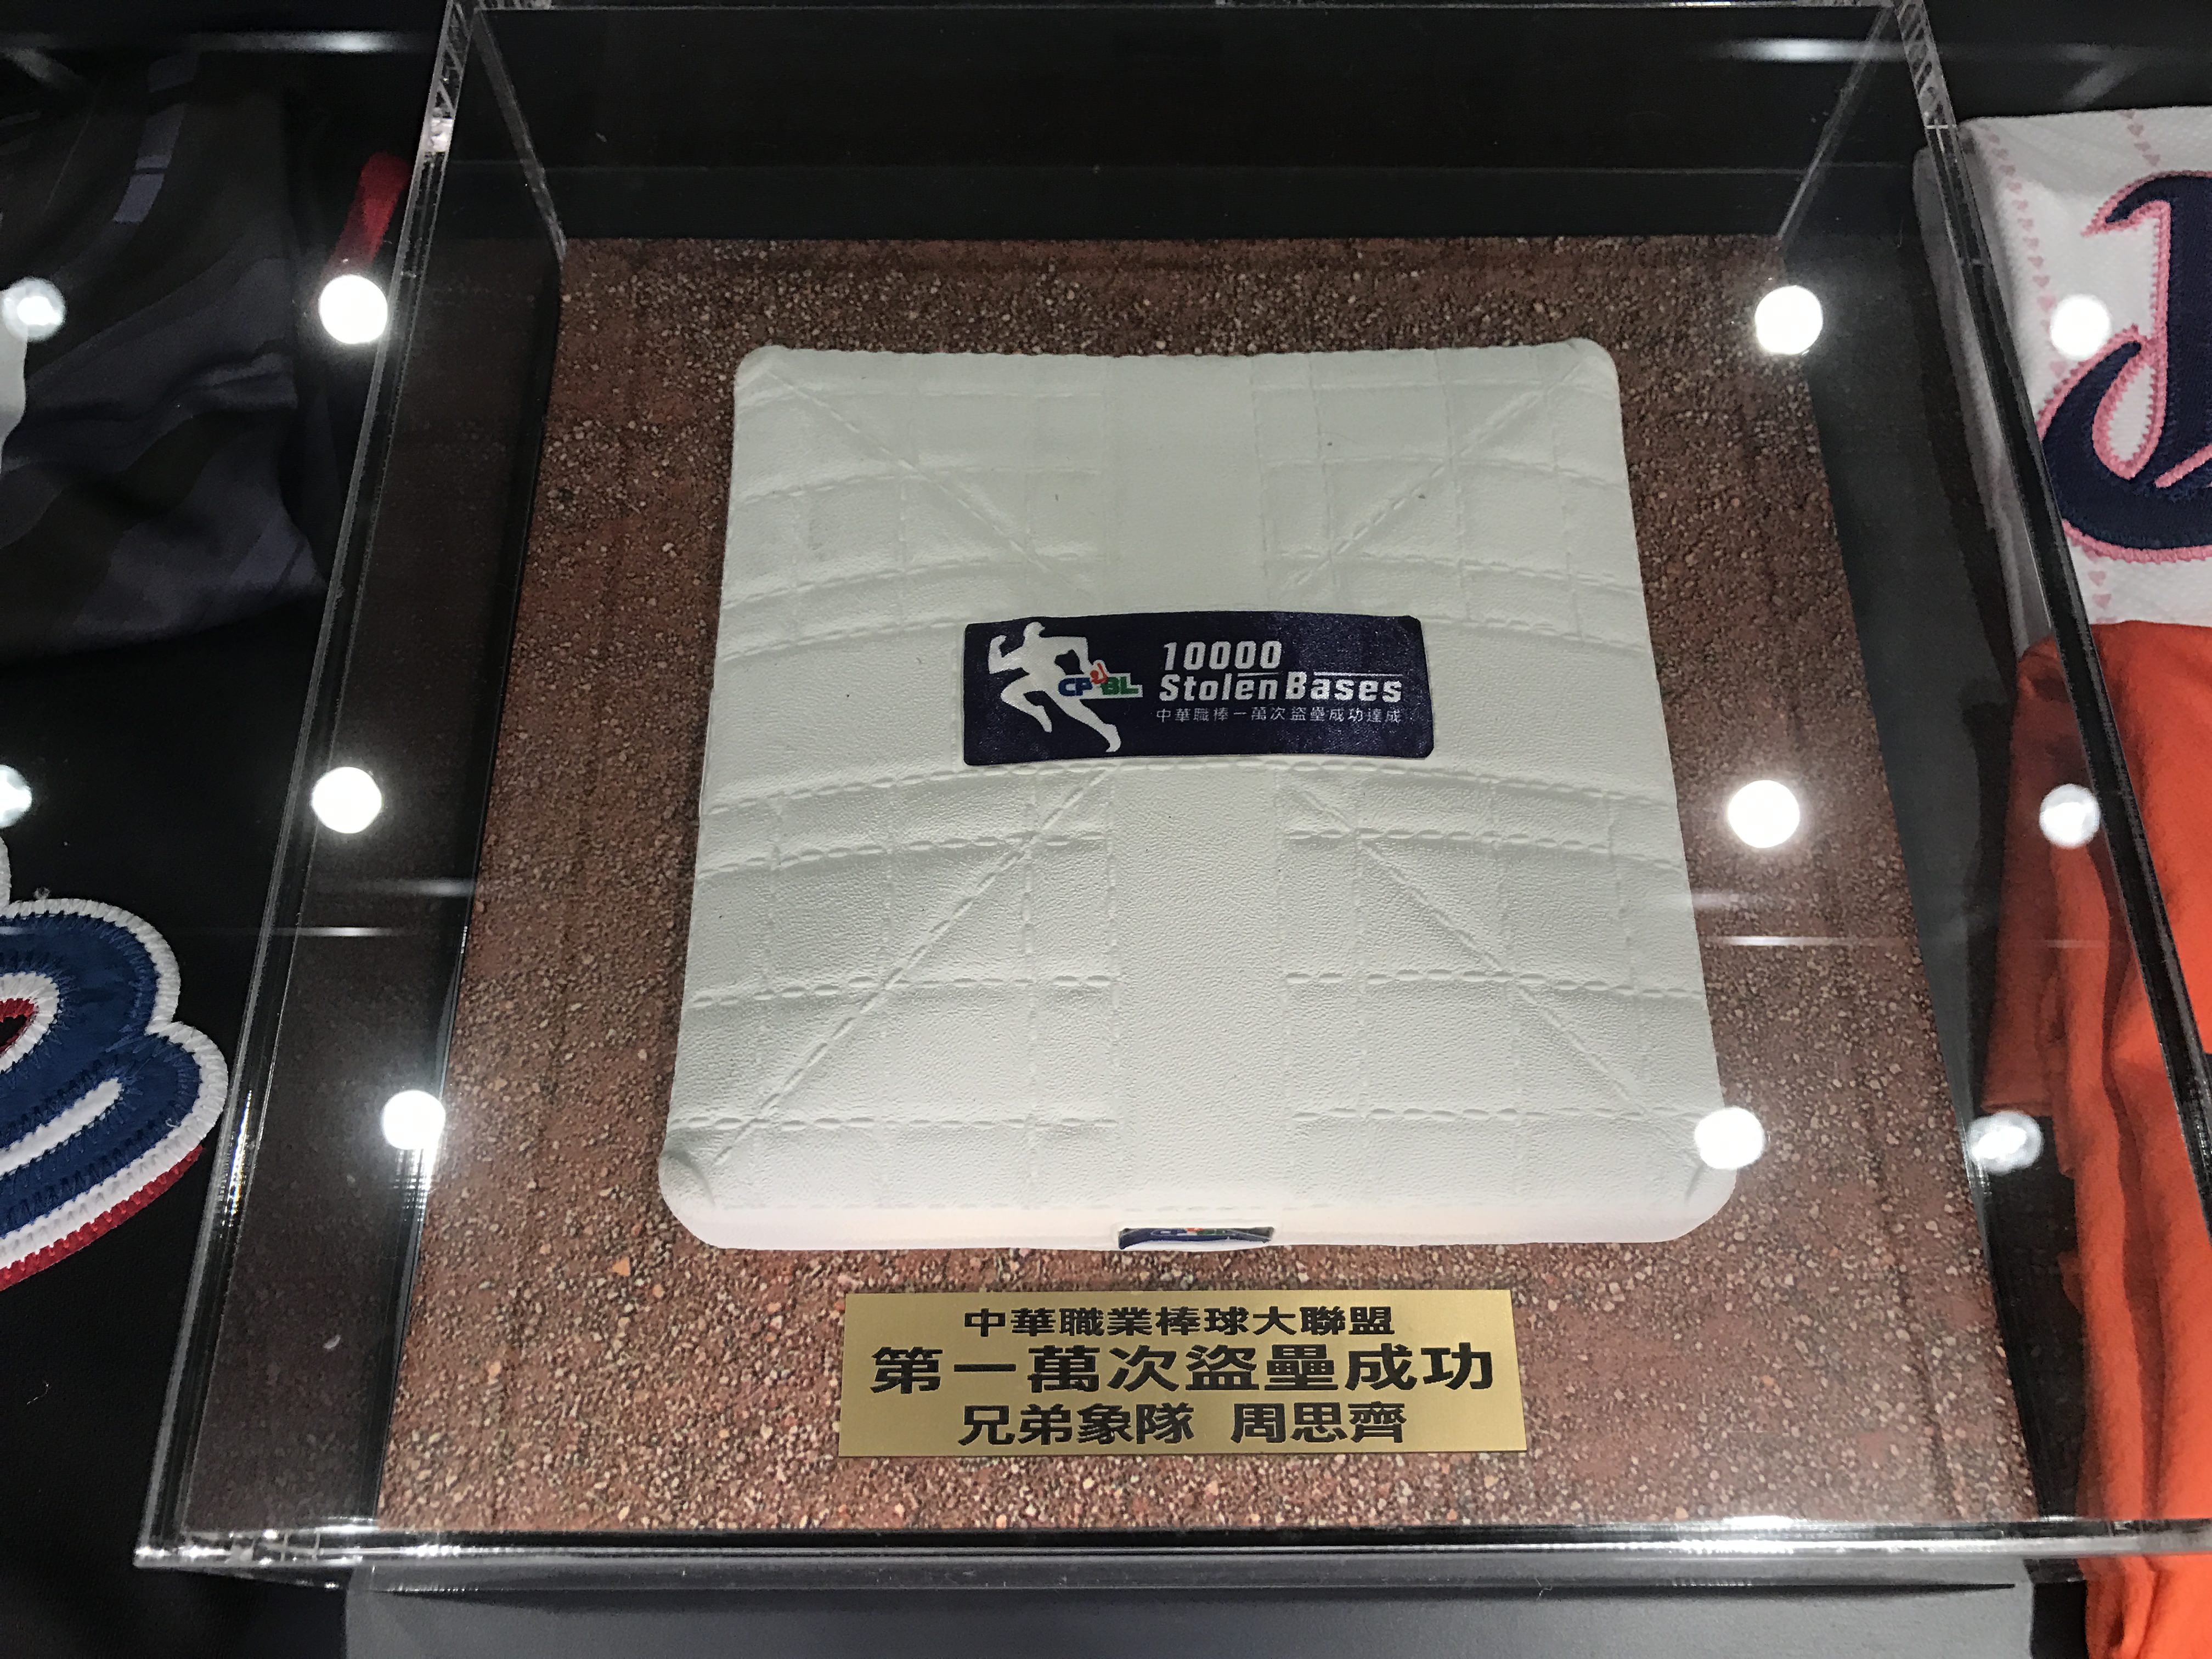 10000
Stolen Bases
中華職棒一萬次盜壘成功達成
CPBL
中華職業棒球大聯盟
第一萬次盜壘成功
兄弟象隊 周思齊